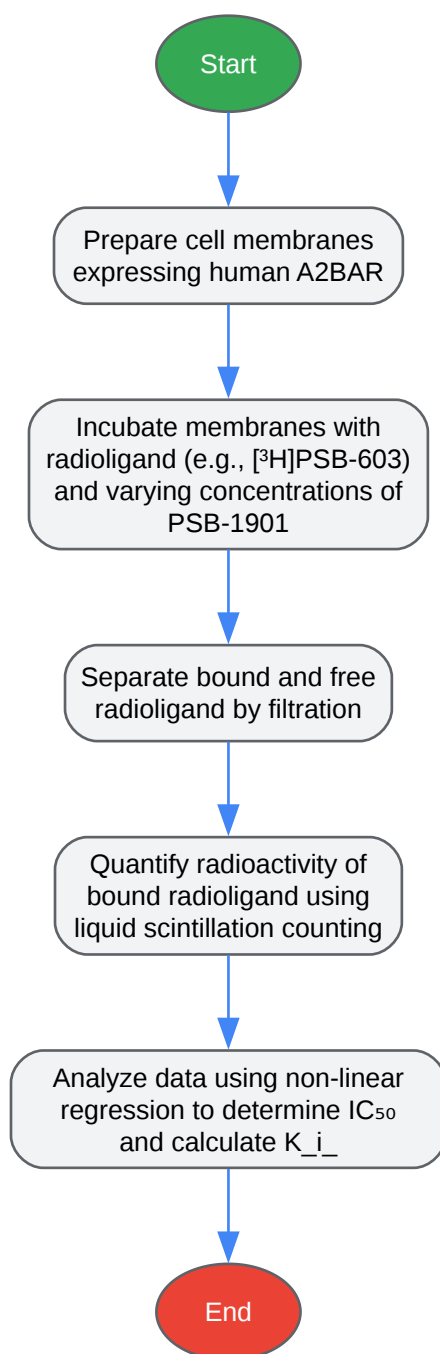 Start
Prepare cell membranes
expressing human A2BAR
Incubate membranes with
radioligand (e.g., [³H]PSB-603)
and varying concentrations of
PSB-1901
Separate bound and free
radioligand by filtration
Quantify radioactivity of
bound radioligand using
liquid scintillation counting
Analyze data using non-linear
regression to determine IC₅₀
and calculate K_i_
End